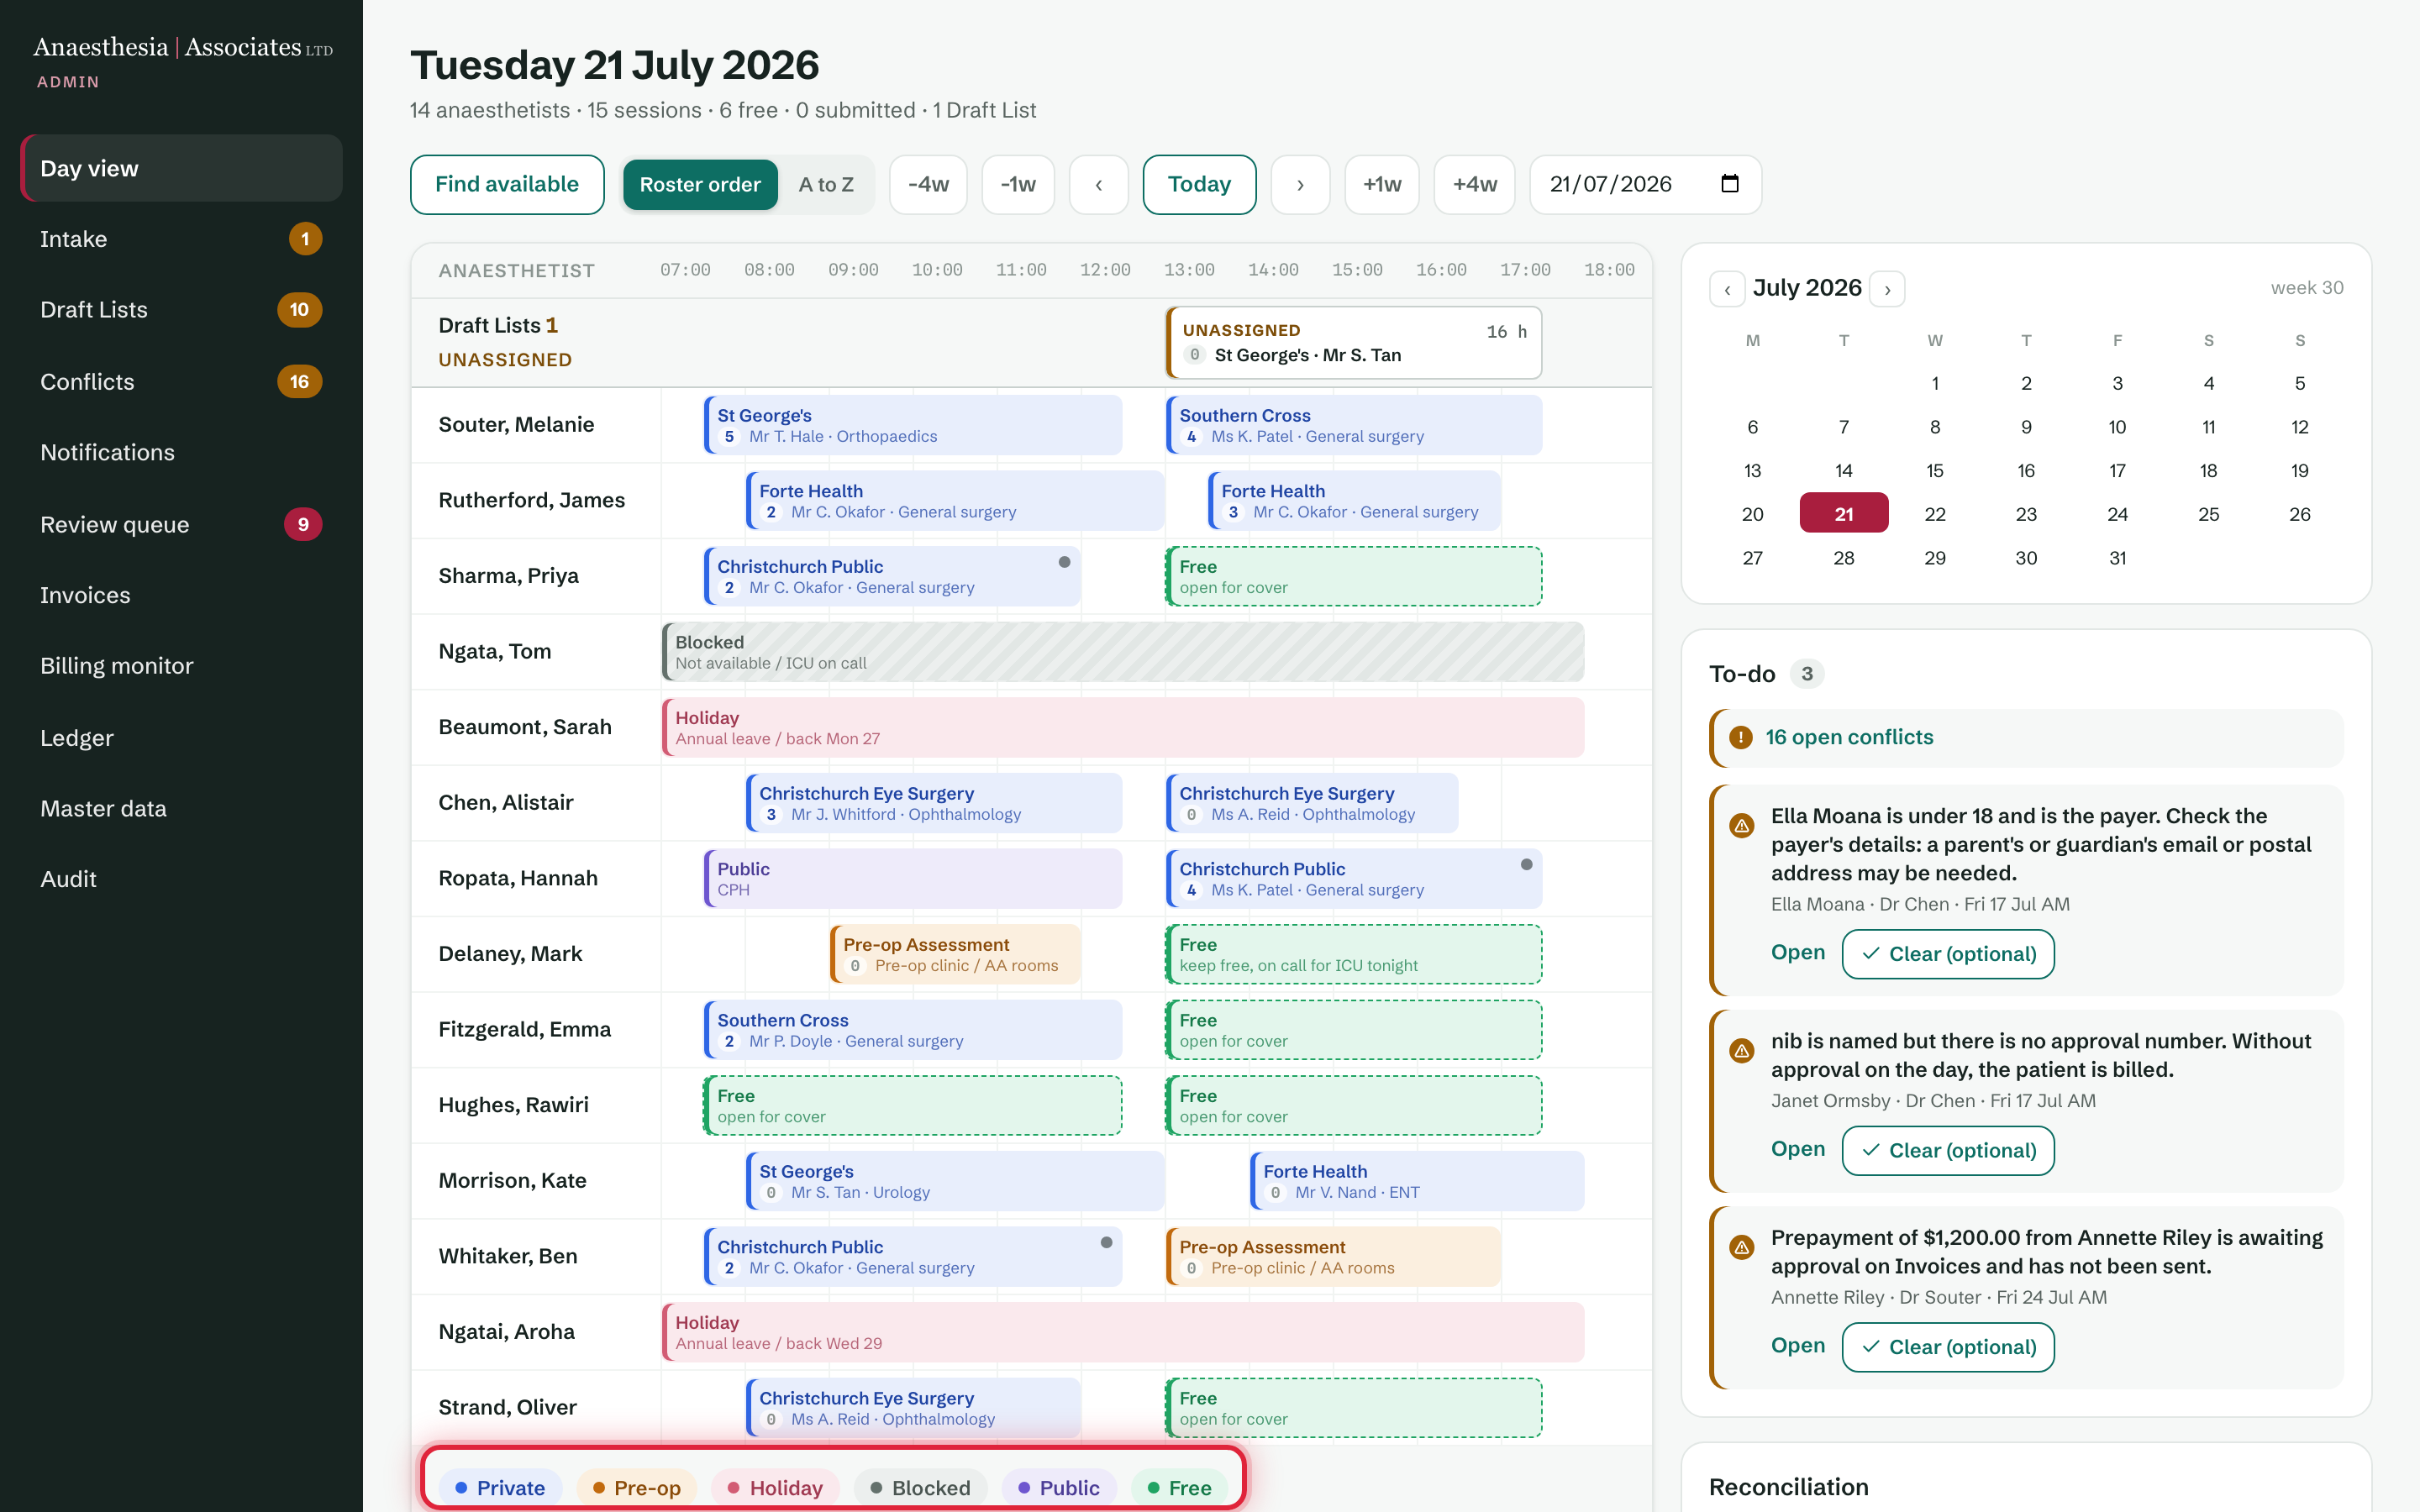 Anaesthesia | Associates LTD
ADMIN
Day view
Intake 1
Draft Lists 10
Conflicts 16
Notifications
Review queue 9
Invoices
Billing monitor
Ledger
Master data
Audit
Tuesday 21 July 2026
14 anaesthetists · 15 sessions · 6 free · 0 submitted · 1 Draft List
Find available Roster order A to Z -4w -1w ‹ Today › +1w +4w 21/07/2026
ANAESTHETIST 07:00 08:00 09:00 10:00 11:00 12:00 13:00 14:00 15:00 16:00 17:00 18:00
Draft Lists 1
UNASSIGNED
UNASSIGNED 16 h
0 St George's · Mr S. Tan
Souter, Melanie
St George's
5 Mr T. Hale · Orthopaedics
Southern Cross
4 Ms K. Patel · General surgery
Rutherford, James
Forte Health
2 Mr C. Okafor · General surgery
Forte Health
3 Mr C. Okafor · General surgery
Sharma, Priya
Christchurch Public
2 Mr C. Okafor · General surgery
Free
open for cover
Ngata, Tom
Blocked
Not available / ICU on call
Beaumont, Sarah
Holiday
Annual leave / back Mon 27
Chen, Alistair
Christchurch Eye Surgery
3 Mr J. Whitford · Ophthalmology
Christchurch Eye Surgery
0 Ms A. Reid · Ophthalmology
Ropata, Hannah
Public
CPH
Christchurch Public
4 Ms K. Patel · General surgery
Delaney, Mark
Pre-op Assessment
0 Pre-op clinic / AA rooms
Free
keep free, on call for ICU tonight
Fitzgerald, Emma
Southern Cross
2 Mr P. Doyle · General surgery
Free
open for cover
Hughes, Rawiri
Free
open for cover
Free
open for cover
Morrison, Kate
St George's
0 Mr S. Tan · Urology
Forte Health
0 Mr V. Nand · ENT
Whitaker, Ben
Christchurch Public
2 Mr C. Okafor · General surgery
Pre-op Assessment
0 Pre-op clinic / AA rooms
Ngatai, Aroha
Holiday
Annual leave / back Wed 29
Strand, Oliver
Christchurch Eye Surgery
0 Ms A. Reid · Ophthalmology
Free
open for cover
Private Pre-op Holiday Blocked Public Free
‹ July 2026 › week 30
M T W T F S S
1 2 3 4 5
6 7 8 9 10 11 12
13 14 15 16 17 18 19
20 21 22 23 24 25 26
27 28 29 30 31
To-do 3
16 open conflicts
Ella Moana is under 18 and is the payer. Check the
payer's details: a parent's or guardian's email or postal
address may be needed.
Ella Moana · Dr Chen · Fri 17 Jul AM
Open ✓ Clear (optional)
nib is named but there is no approval number. Without
approval on the day, the patient is billed.
Janet Ormsby · Dr Chen · Fri 17 Jul AM
Open ✓ Clear (optional)
Prepayment of $1,200.00 from Annette Riley is awaiting
approval on Invoices and has not been sent.
Annette Riley · Dr Souter · Fri 24 Jul AM
Open ✓ Clear (optional)
Reconciliation